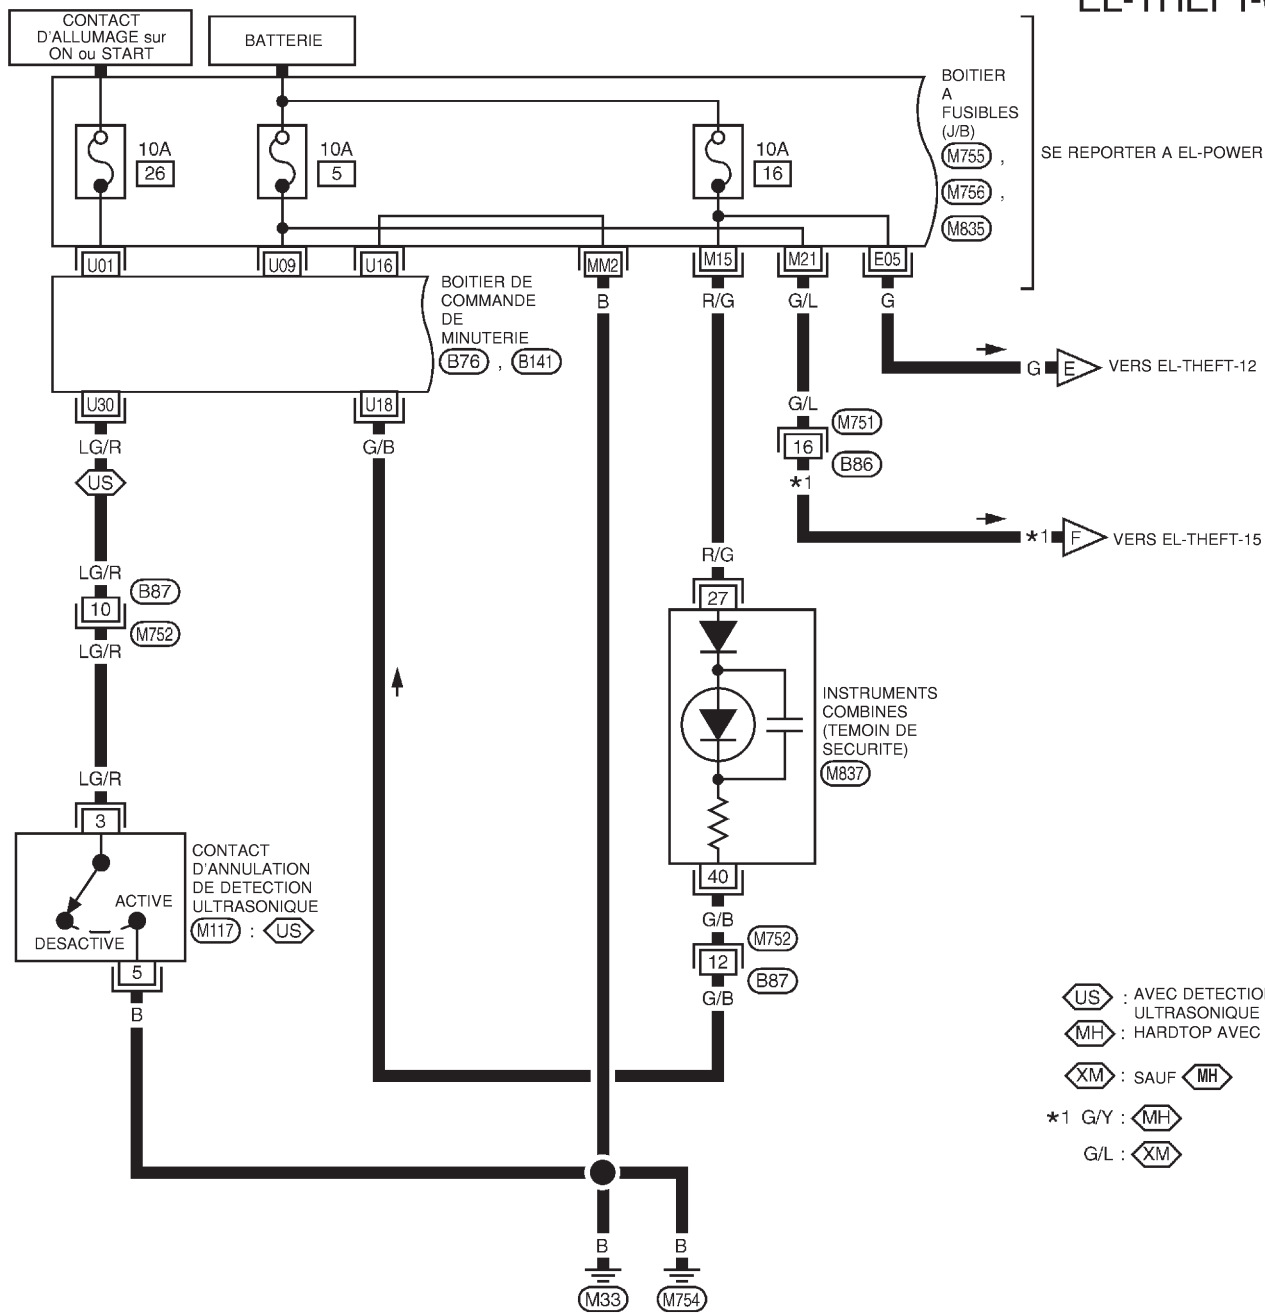 EL-THEFT-
CONTACT
D'ALLUMAGE sur
ON ou START
BATTERIE
10A
26
10A
5
10A
16
BOITIER
A
FUSIBLES
(J/B)
M755 ,
M756 ,
M835
SE REPORTER A EL-POWER
U01
U09
U16
MM2
M15
M21
E05
BOITIER DE
COMMANDE
DE
MINUTERIE
B76 , B141
B
R/G
G/L
G
G E VERS EL-THEFT-12
U30
U18
LG/R
G/B
US
G/L
M751
16
B86
*1
*1 F VERS EL-THEFT-15
R/G
27
LG/R
B87
10
M752
LG/R
INSTRUMENTS
COMBINES
(TEMOIN DE
SECURITE)
M837
LG/R
3
CONTACT
D'ANNULATION
DE DETECTION
ULTRASONIQUE
M117 : US
ACTIVE
DESACTIVE
5
B
40
G/B
M752
12
B87
G/B
US : AVEC DETECTION
ULTRASONIQUE
MH : HARDTOP AVEC
XM : SAUF MH
*1 G/Y : MH
G/L : XM
B
B
M33
M754